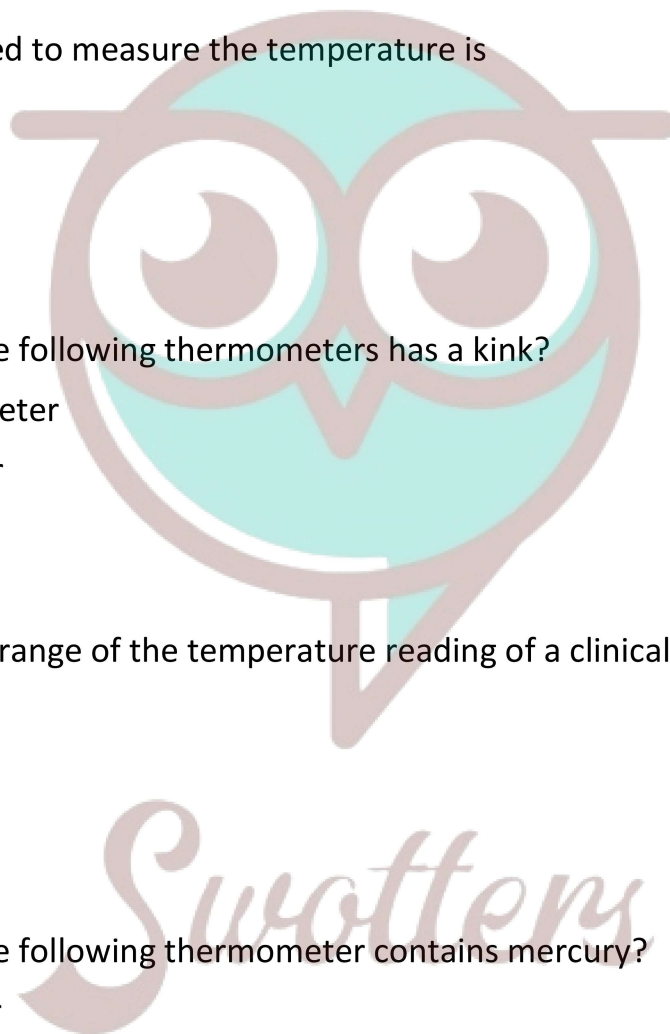 ed to measure the temperature is
e following thermometers has a kink?
eter
range of the temperature reading of a clinical
Swotters
e following thermometer contains mercury?